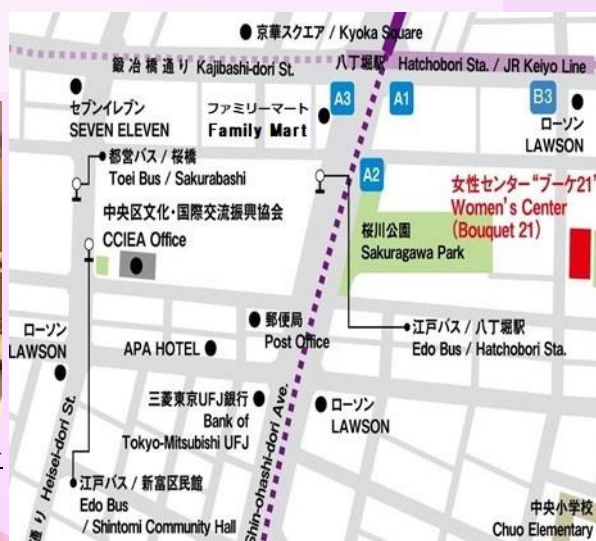 京華スクエア / Kyoka Square
鍛冶橋通り Kajibashi-dori St.
八丁堀駅 Hatchobori Sta. / JR Keiyo Line
セブンイレブン
SEVEN ELEVEN
ファミリーマート
Family Mart
A3
A1
B3
ローソン
LAWSON
都営バス / 桜橋
Toei Bus / Sakurabashi
A2
中央区文化・国際交流振興協会
CCIEA Office
女性センター“ブーケ21”
Women's Center
(Bouquet 21)
桜川公園
Sakuragawa Park
郵便局
Post Office
江戸バス / 八丁堀駅
Edo Bus / Hatchobori Sta.
ローソン
LAWSON
APA HOTEL
三菱東京UFJ銀行
Bank of
Tokyo-Mitsubishi UFJ
ローソン
LAWSON
通り Heisei-dori St.
Shin-ohashi-dori Ave.
江戸バス / 新富区民館
Edo Bus
/ Shintomi Community Hall
中央小学校
Chuo Elementary